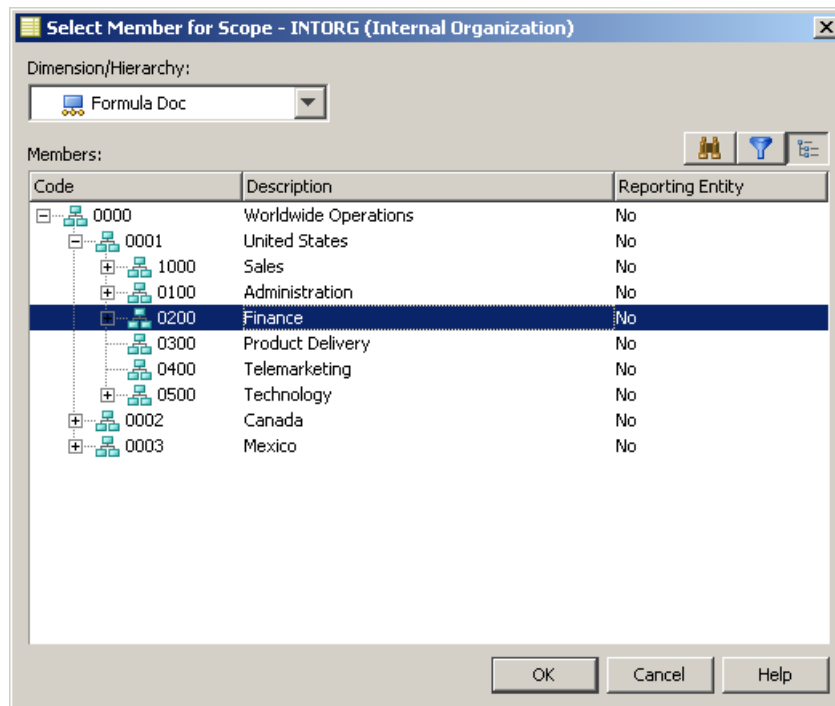 Select Member for Scope - INTORG (Internal Organization)
Dimension/Hierarchy:
Formula Doc
Members:
Code Description Reporting Entity
0000 Worldwide Operations No
0001 United States No
1000 Sales No
0100 Administration No
0200 Finance No
0300 Product Delivery No
0400 Telemarketing No
0500 Technology No
0002 Canada No
0003 Mexico No
OK Cancel Help